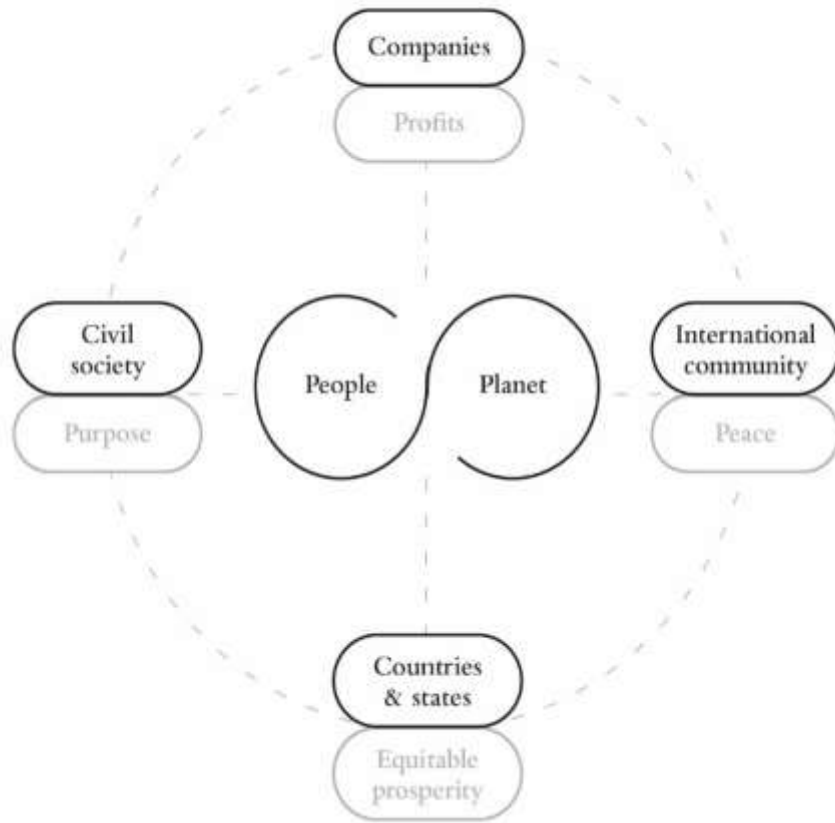 Companies
Profits
Civil
society
Purpose
People
Planet
International
community
Peace
Countries
& states
Equitable
prosperity